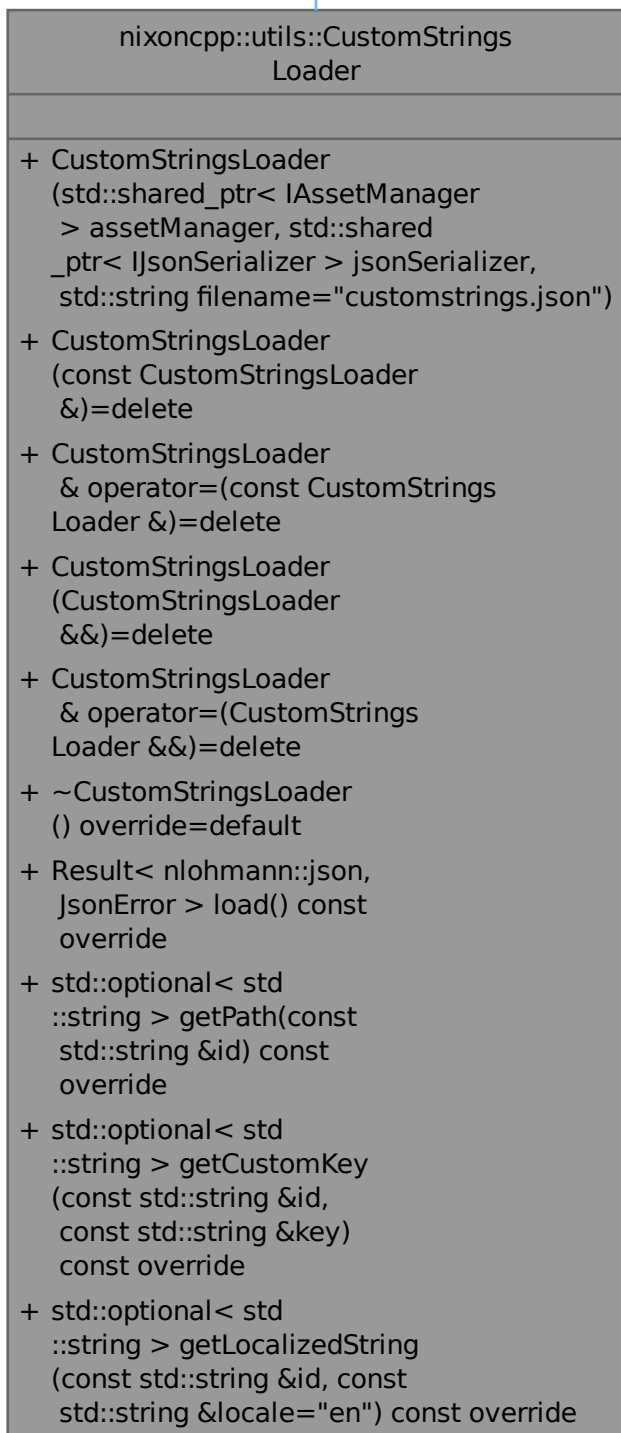 nixoncpp::utils::CustomStrings
Loader
+ CustomStringsLoader
(std::shared_ptr< IAssetManager
> assetManager, std::shared
_ptr< IJsonSerializer > jsonSerializer,
std::string filename="customstrings.json")
+ CustomStringsLoader
(const CustomStringsLoader
&)=delete
+ CustomStringsLoader
& operator=(const CustomStrings
Loader &)=delete
+ CustomStringsLoader
(CustomStringsLoader
&&)=delete
+ CustomStringsLoader
& operator=(CustomStrings
Loader &&)=delete
+ ~CustomStringsLoader
() override=default
+ Result< nlohmann::json,
JsonError > load() const
override
+ std::optional< std
::string > getPath(const
std::string &id) const
override
+ std::optional< std
::string > getCustomKey
(const std::string &id,
const std::string &key)
const override
+ std::optional< std
::string > getLocalizedString
(const std::string &id, const
std::string &locale="en") const override